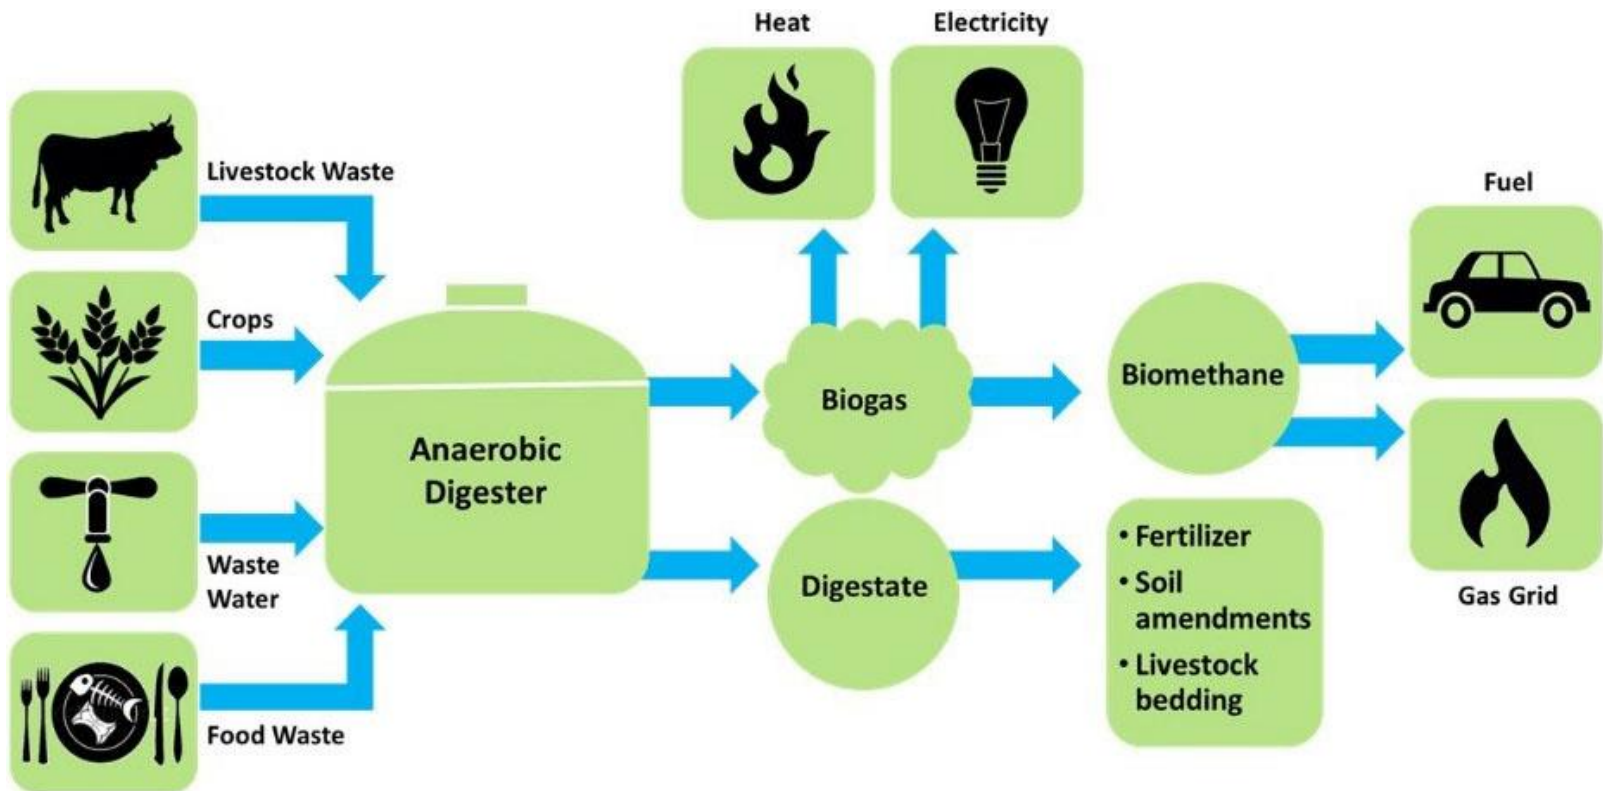 Heat
Electricity
Livestock Waste
Crops
Waste
Water
Food Waste
Anaerobic
Digester
Biogas
Digestate
Biomethane
• Fertilizer
• Soil
amendments
• Livestock
bedding
Fuel
Gas Grid